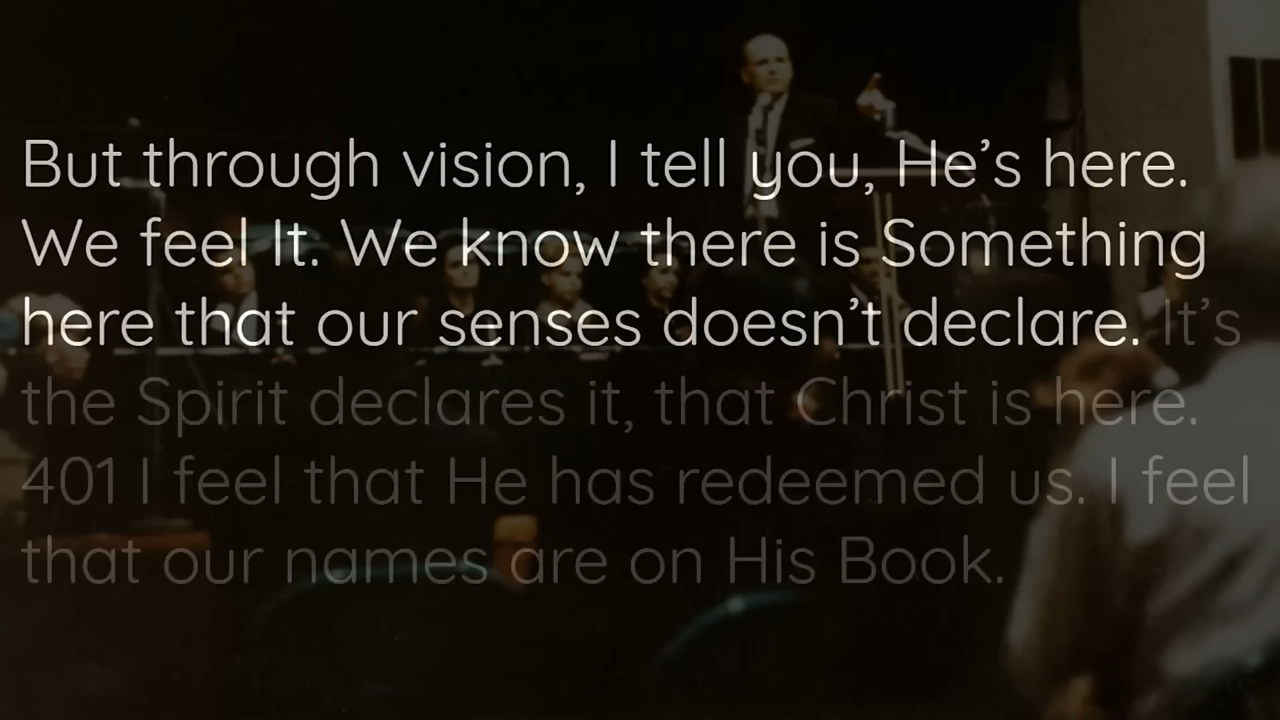 But through vision, I tell you, He’s here.
We feel It. We know there is Something
here that our senses doesn’t declare. It’s
the Spirit declares it, that Christ is here.
401 I feel that He has redeemed us. I feel
that our names are on His Book.